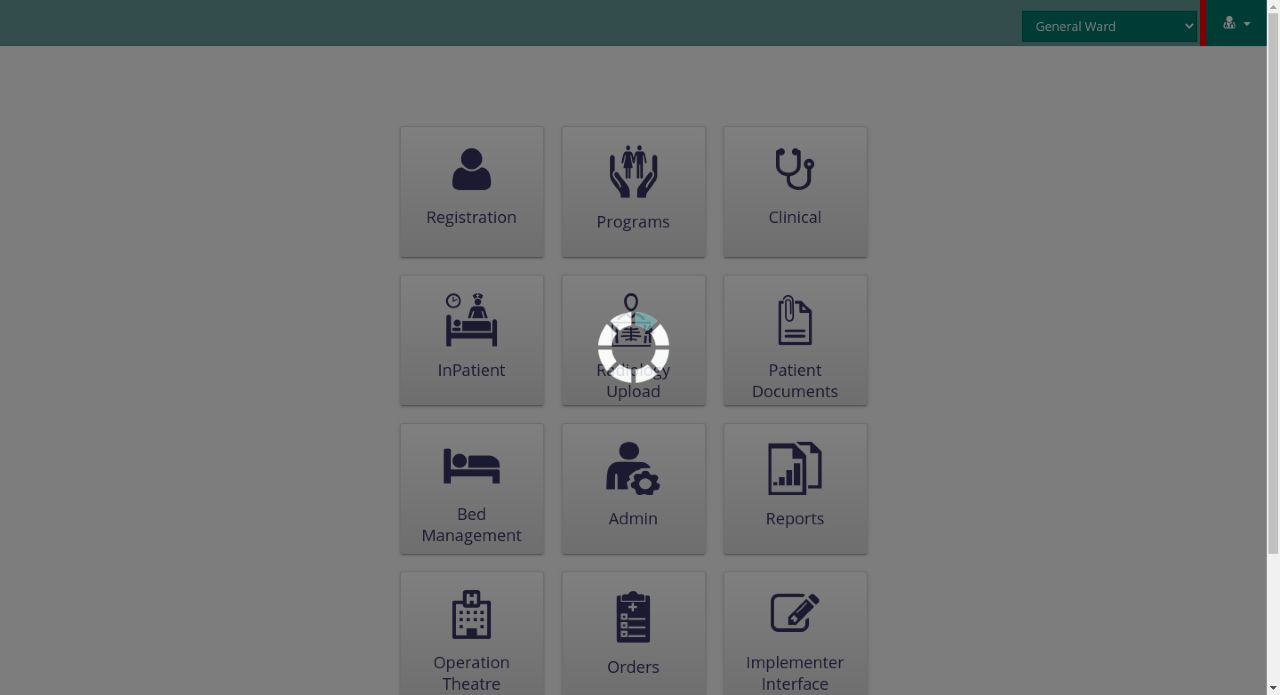 General Ward
Registration
Programs
Clinical
InPatient
Radiology
Upload
Patient
Documents
Bed
Management
Admin
Reports
Operation
Theatre
Orders
Implementer
Interface